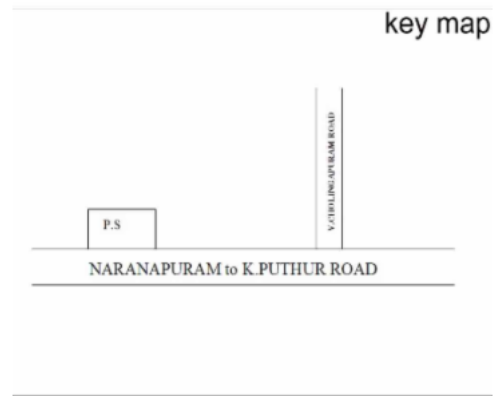 key map
V.CHOLINGAPURAM ROAD
P.S
NARANAPURAM to K.PUTHUR ROAD